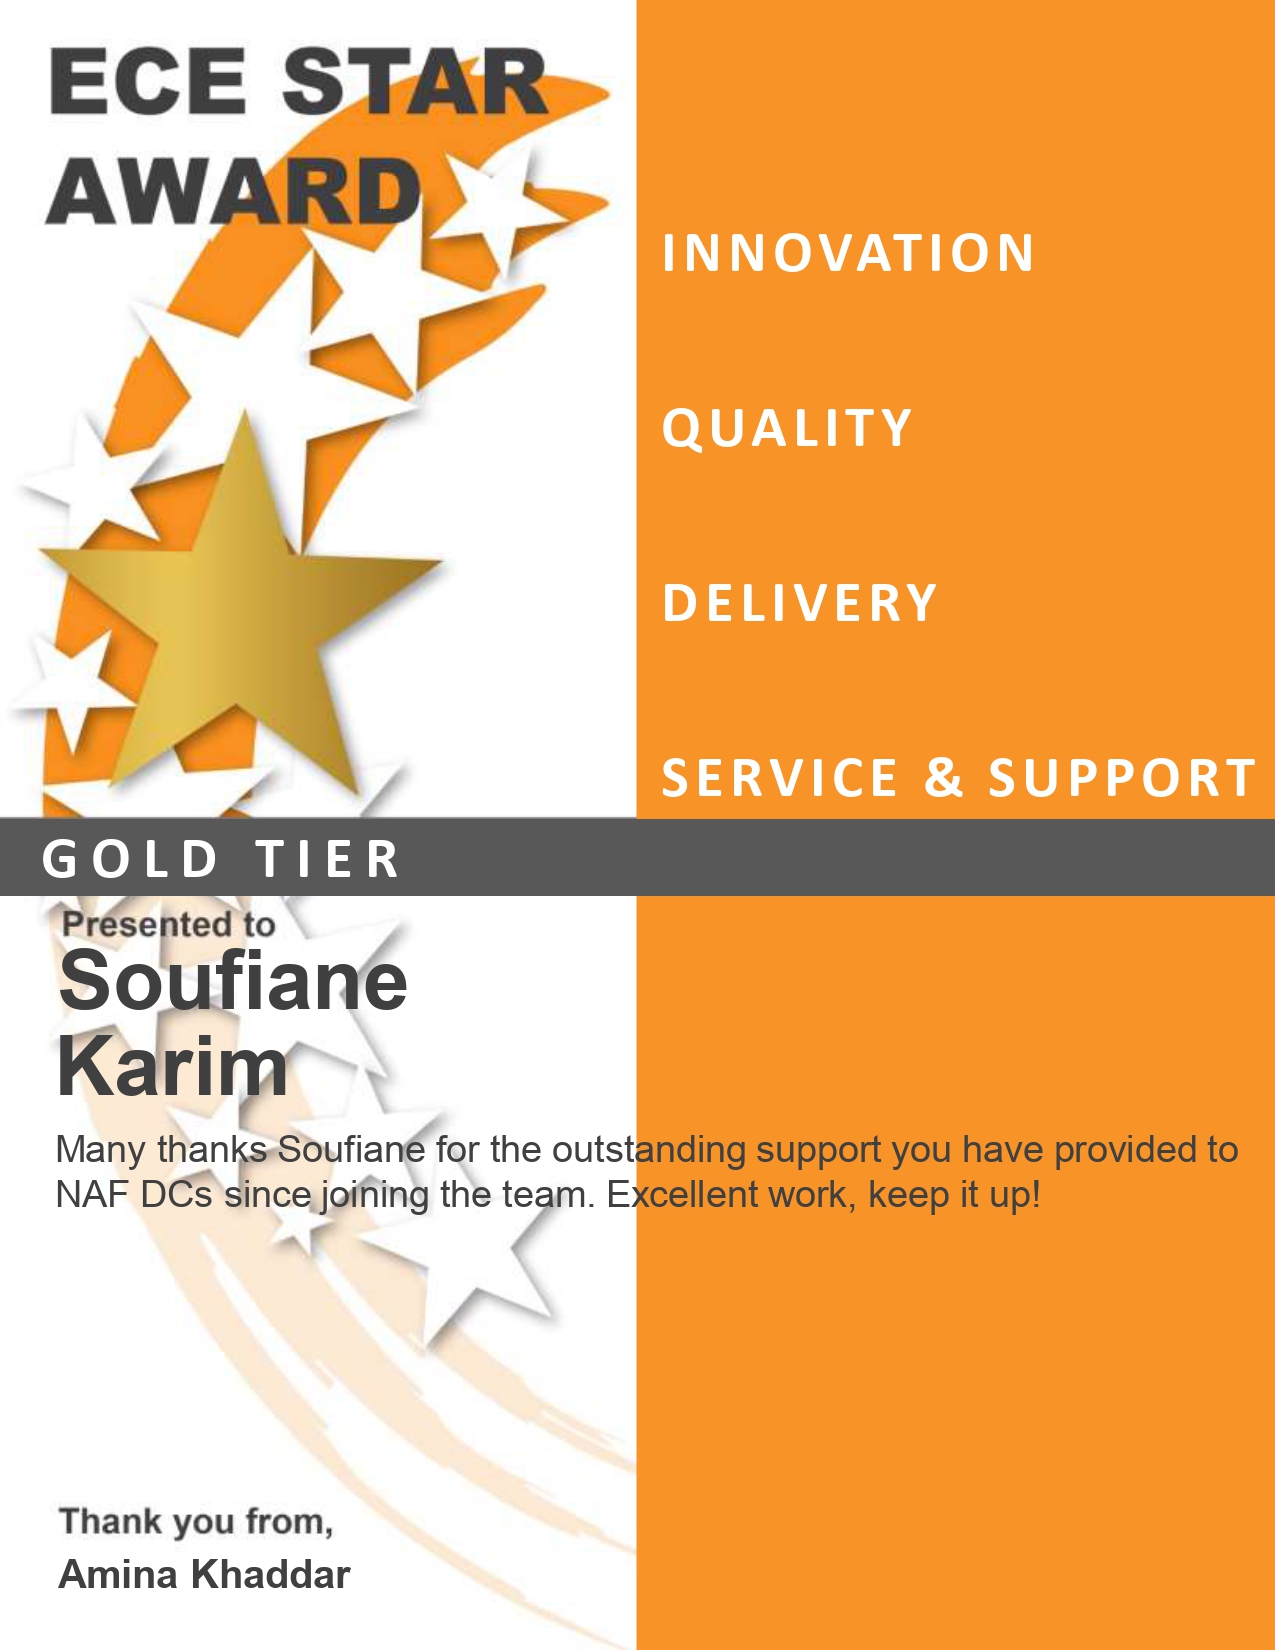 ECE STAR
AWARD
INNOVATION
QUALITY
DELIVERY
SERVICE & SUPPORT
GOLD TIER
Presented to
Soufiane
Karim
Many thanks Soufiane for the outstanding support you have provided to
NAF DCs since joining the team. Excellent work, keep it up!
Thank you from,
Amina Khaddar